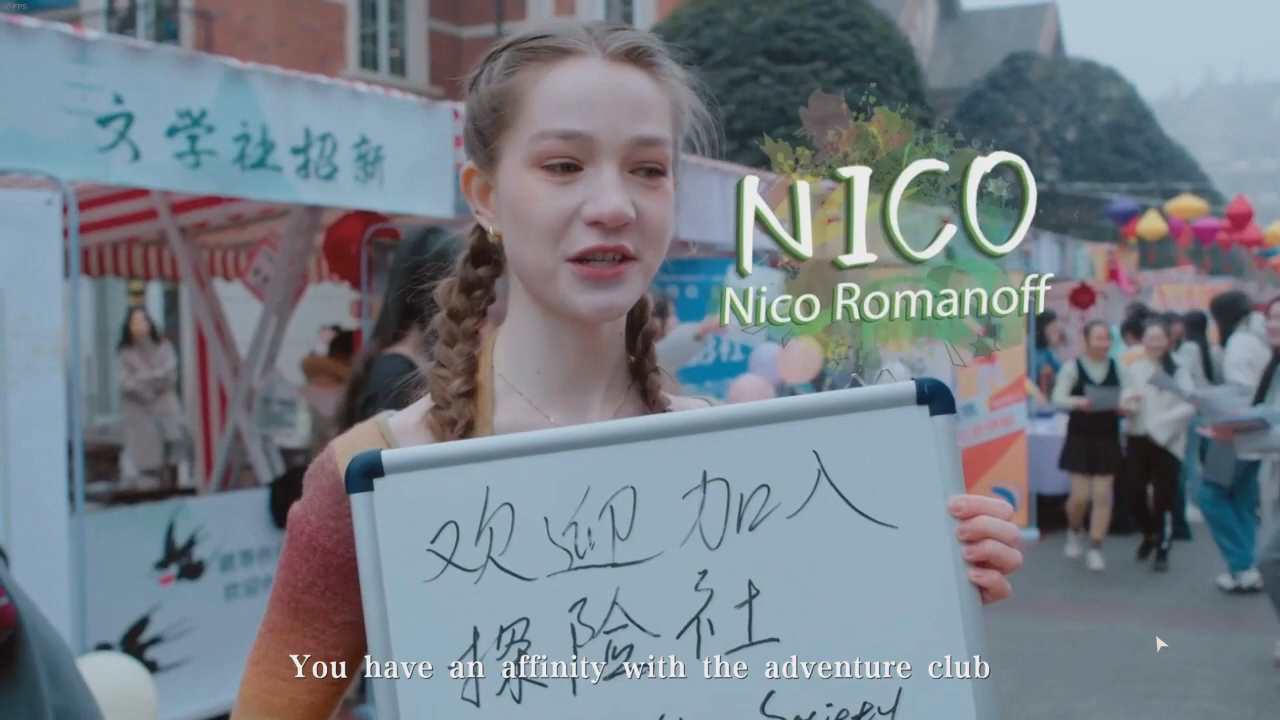 文学社招新
NICO
Nico Romanoff
欢迎加入
探险社
Society
You have an affinity with the adventure club